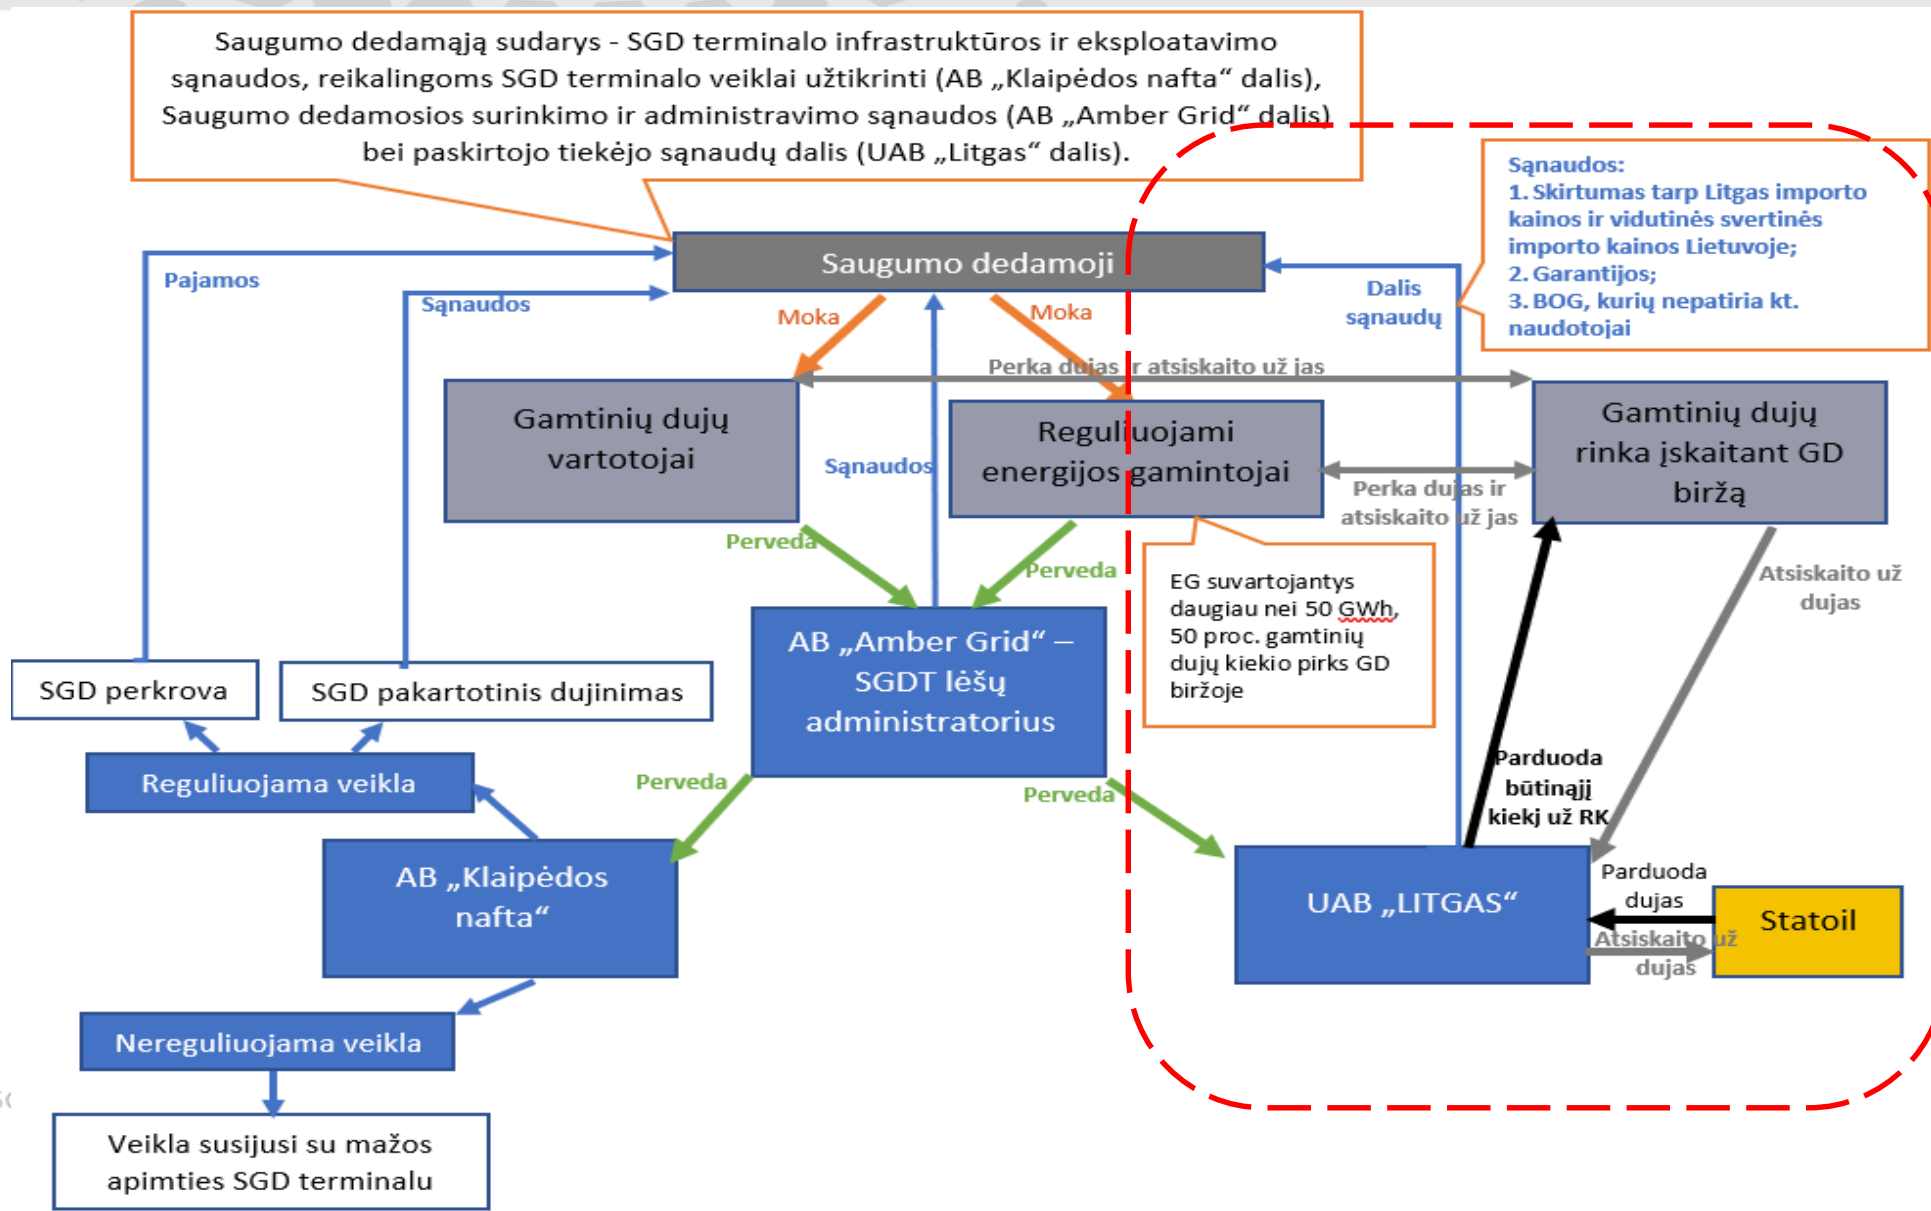 Saugumo dedamąją sudarys - SGD terminalo infrastruktūros ir eksploatavimo
sąnaudos, reikalingoms SGD terminalo veiklai užtikrinti (AB „Klaipėdos nafta“ dalis),
Saugumo dedamosios surinkimo ir administravimo sąnaudos (AB „Amber Grid“ dalis)
bei paskirtojo tiekėjo sąnaudų dalis (UAB „Litgas“ dalis).
Sąnaudos:
1. Skirtumas tarp Litgas importo
kainos ir vidutinės svertinės
importo kainos Lietuvoje;
2. Garantijos;
3. BOG, kurių nepatiria kt.
naudotojai
Saugumo dedamoji
Pajamos
Sąnaudos
Moka
Moka
Dalis
sąnaudų
Perka dujas ir atsiskaito už jas
Gamtinių dujų
vartotojai
Sąnaudos
Reguliuojami
energijos gamintojai
Perka dujas ir
atsiskaito už jas
Gamtinių dujų
rinka įskaitant GD
biržą
Perveda
Perveda
EG suvartojantys
daugiau nei 50 GWh,
50 proc. gamtinių
dujų kiekio pirks GD
biržoje
Atsiskaito už
dujas
AB „Amber Grid“ –
SGDT lėšų
administratorius
SGD perkrova
SGD pakartotinis dujinimas
Reguliuojama veikla
Perveda
Perveda
Parduoda
būtinąjį
kiekį už RK
AB „Klaipėdos
nafta“
UAB „LITGAS“
Parduoda
dujas
Atsiskaito už
dujas
Statoil
Nereguliuojama veikla
Veikla susijusi su mažos
apimties SGD terminalu